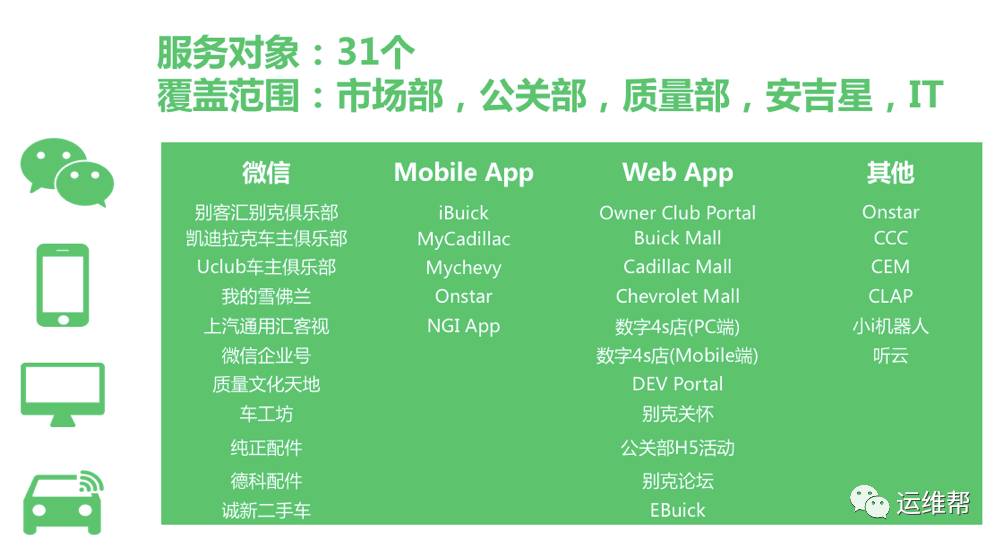 服务对象：31个
覆盖范围：市场部，公关部，质量部，安吉星，IT
微信 Mobile App Web App 其他
别客汇别克俱乐部 iBuick Owner Club Portal Onstar
凯迪拉克车主俱乐部 MyCadillac Buick Mall CCC
Uclub车主俱乐部 Mychevy Cadillac Mall CEM
我的雪佛兰 Onstar Chevrolet Mall CLAP
上汽通用汇客视 NGI App 数字4s店(PC端) 小i机器人
微信企业号 数字4s店(Mobile端) 听云
质量文化天地 DEV Portal
车工坊 别克关怀
纯正配件 公关部H5活动
德科配件 别克论坛
诚新二手车 EBuick
运维帮